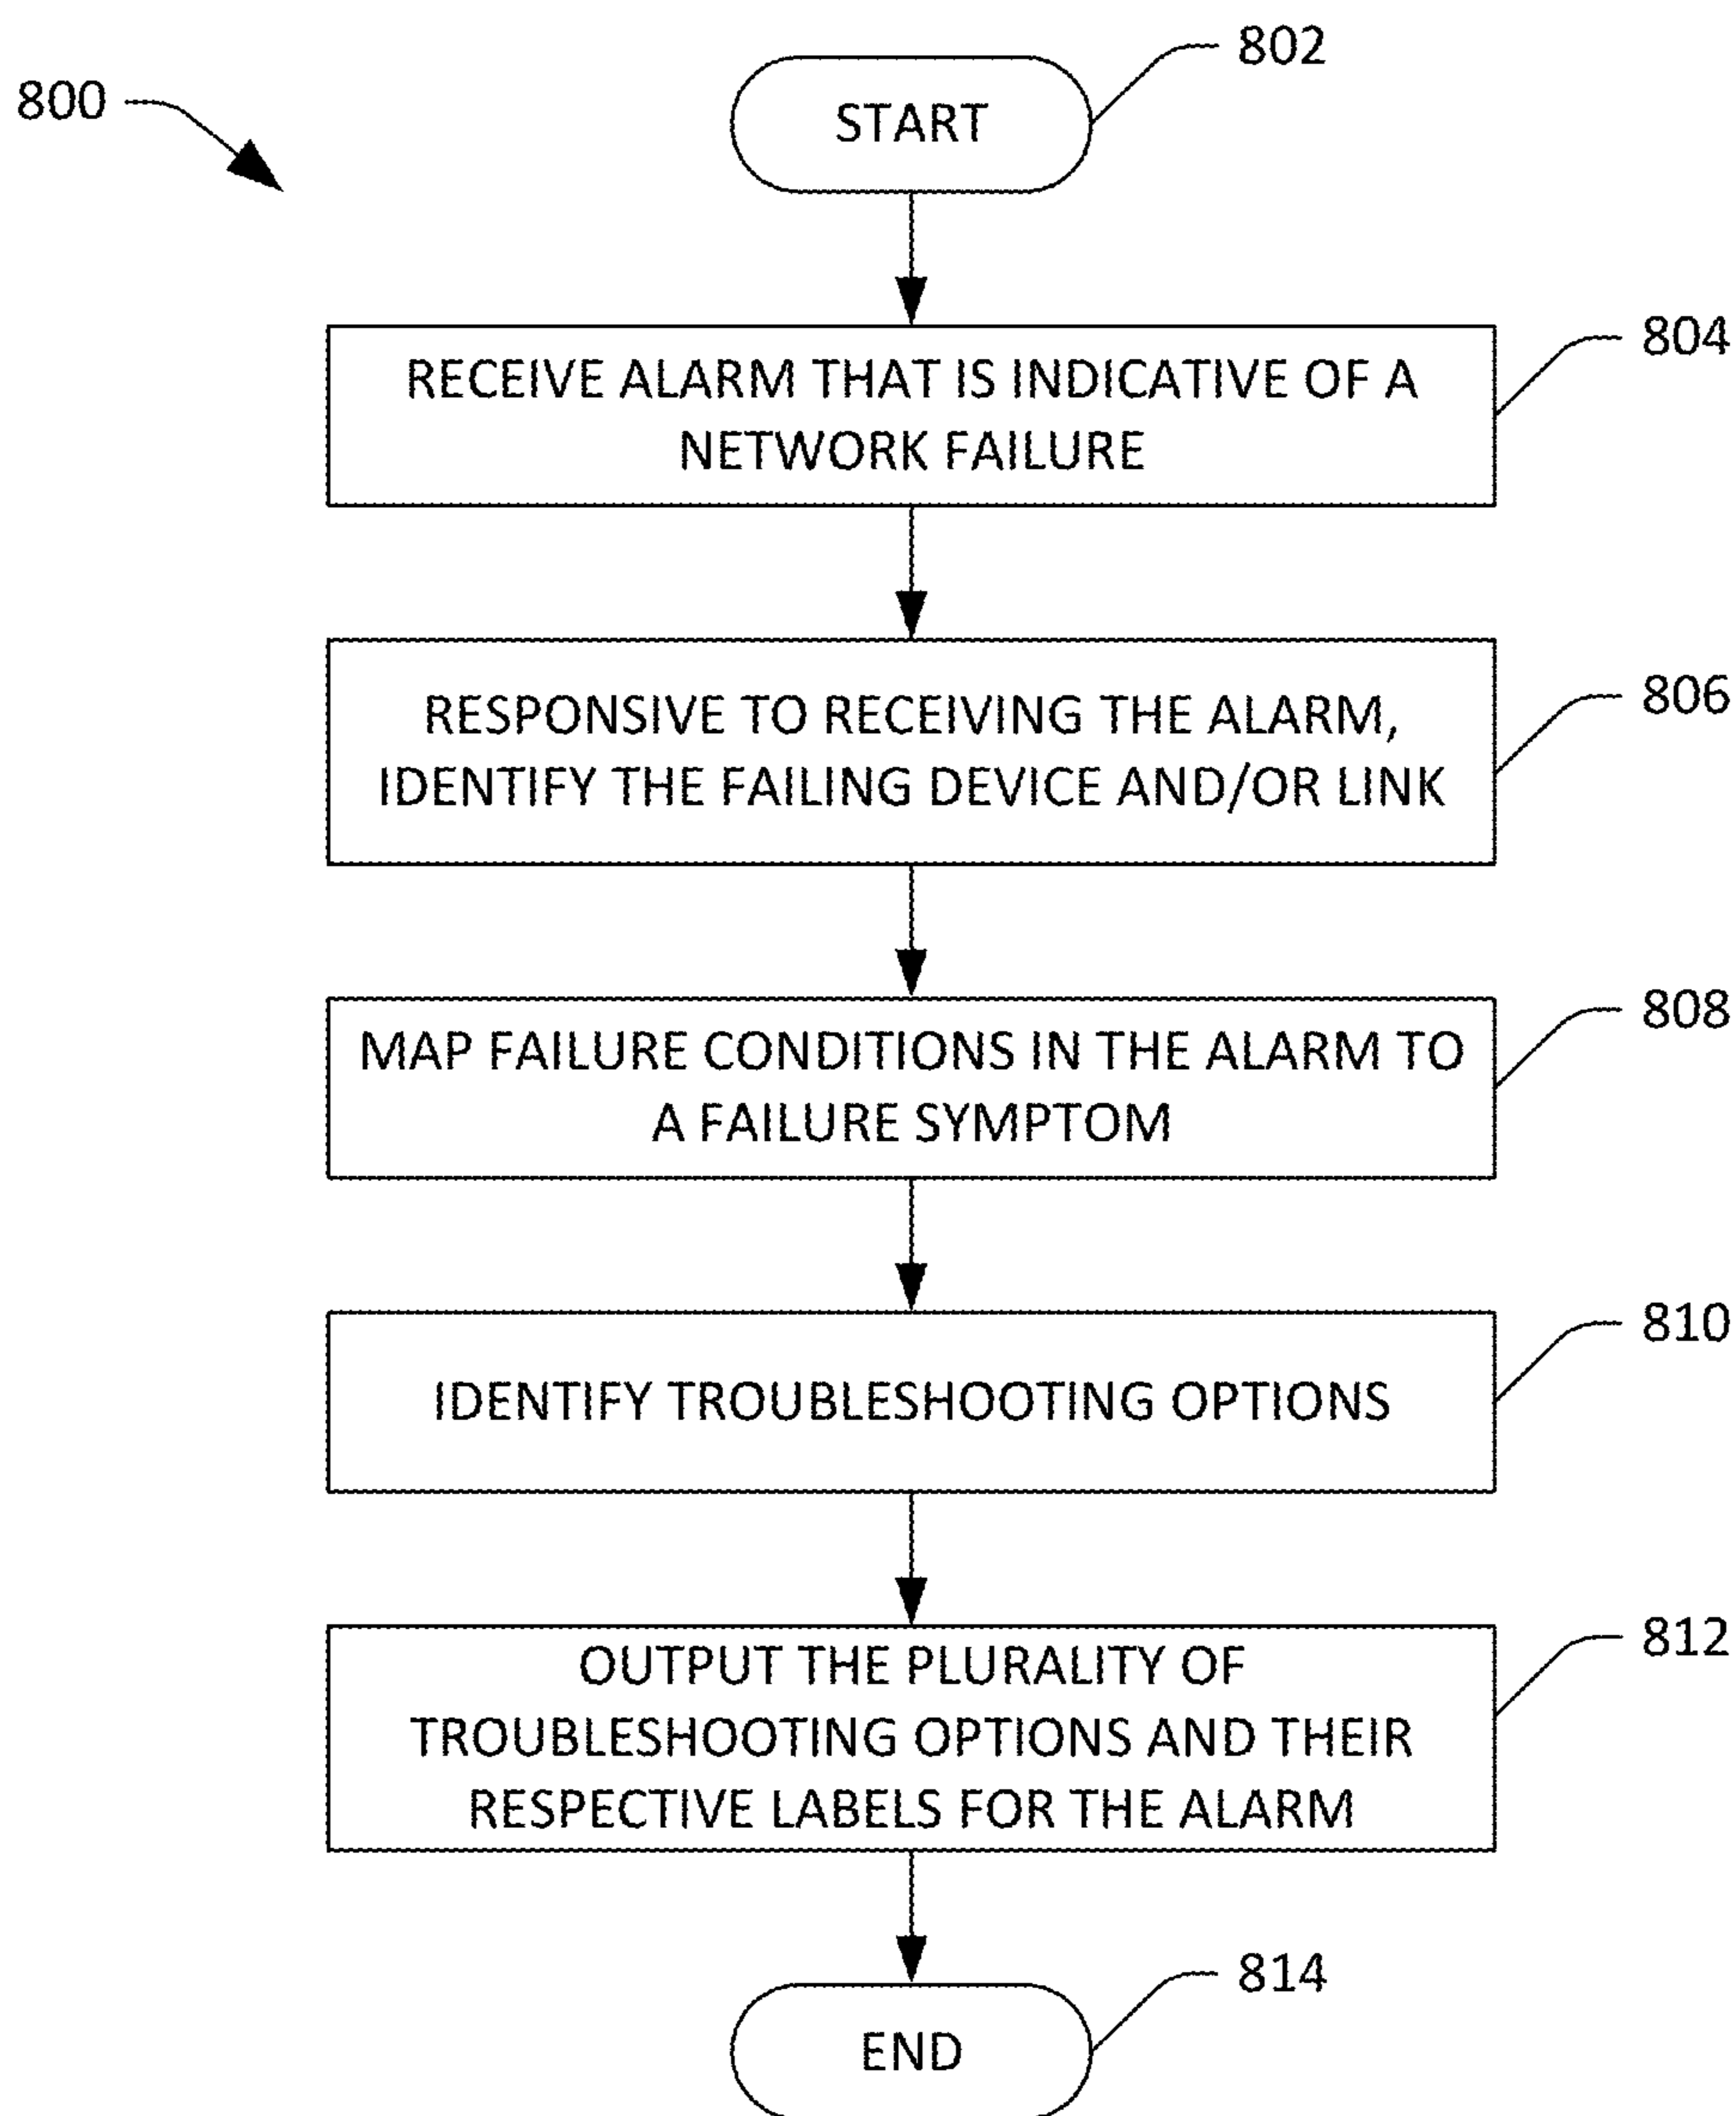 802
800
START
804
RECEIVE ALARM THAT IS INDICATIVE OF A
NETWORK FAILURE
806
RESPONSIVE TO RECEIVING THE ALARM,
IDENTIFY THE FAILING DEVICE AND/OR LINK
808
MAP FAILURE CONDITIONS IN THE ALARM TO
A FAILURE SYMPTOM
810
IDENTIFY TROUBLESHOOTING OPTIONS
812
OUTPUT THE PLURALITY OF
TROUBLESHOOTING OPTIONS AND THEIR
RESPECTIVE LABELS FOR THE ALARM
814
END